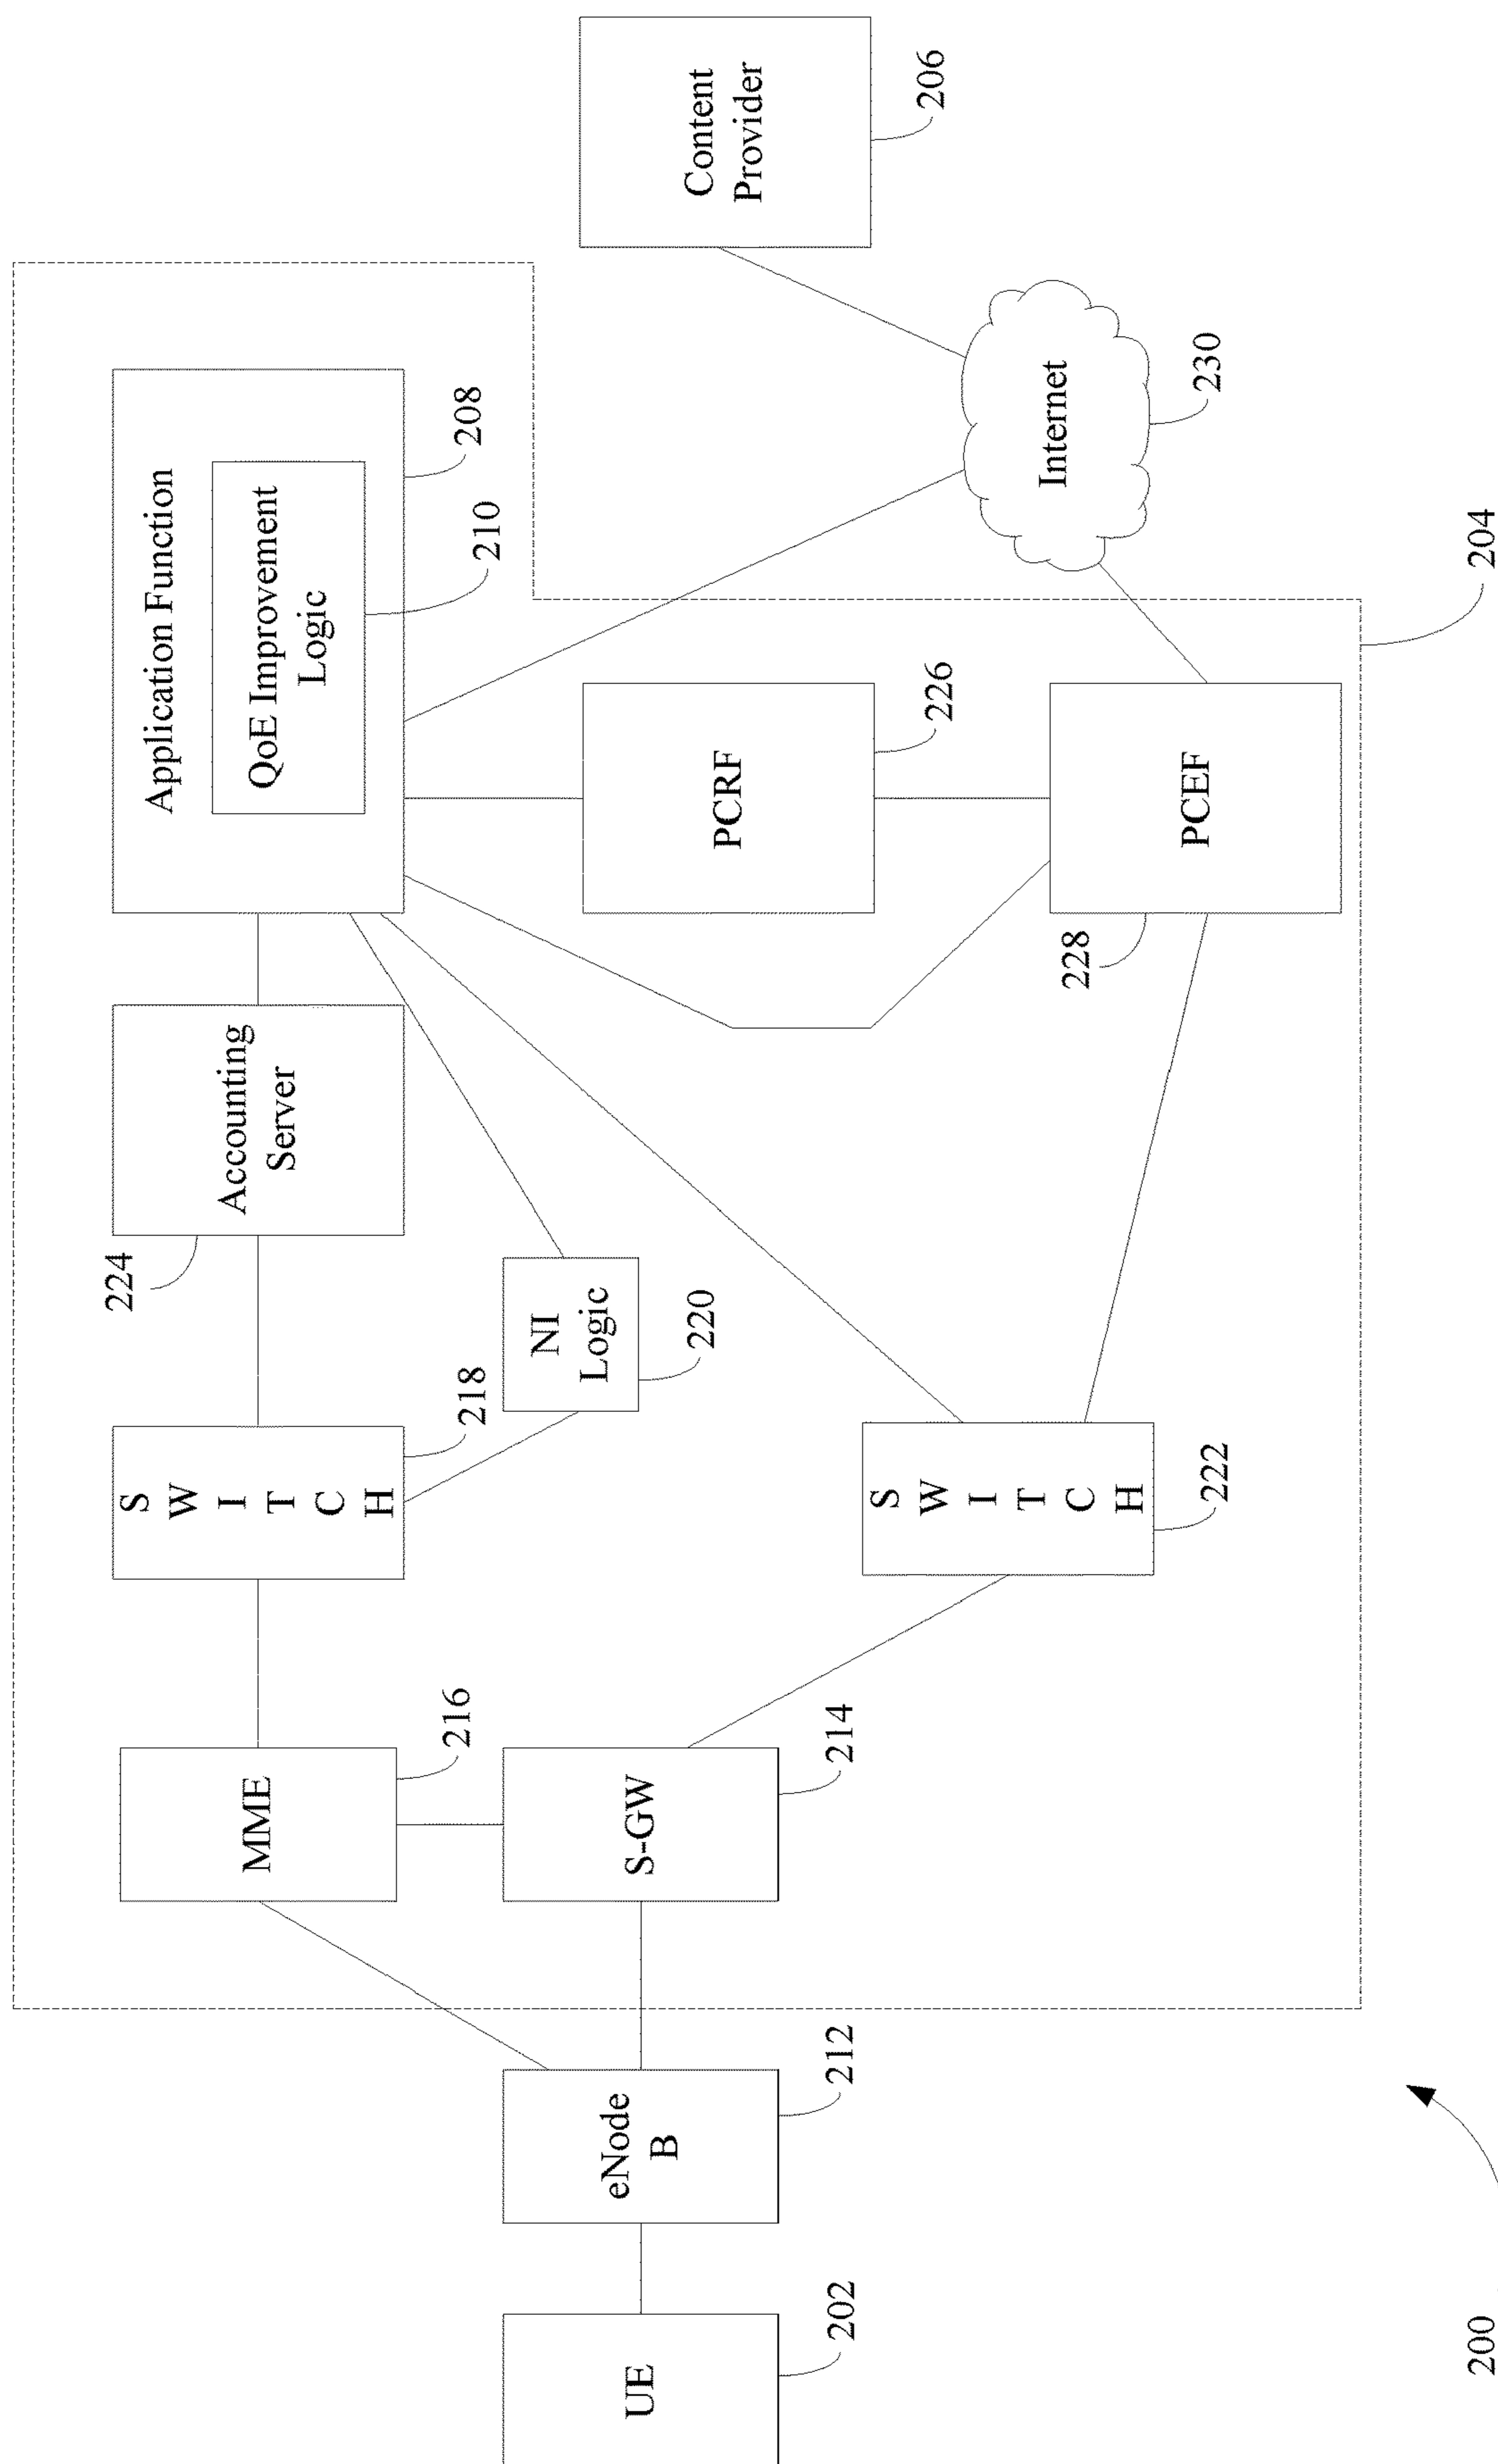 Application Function
QoE Improvement
Logic
208
210
Accounting
Server
224
S
W
I
T
C
H
218
NI
Logic
220
MME
216
S-GW
214
eNode
B
212
UE
202
S
W
I
T
C
H
222
PCRF
226
PCEF
228
Internet
230
Content
Provider
206
204
200